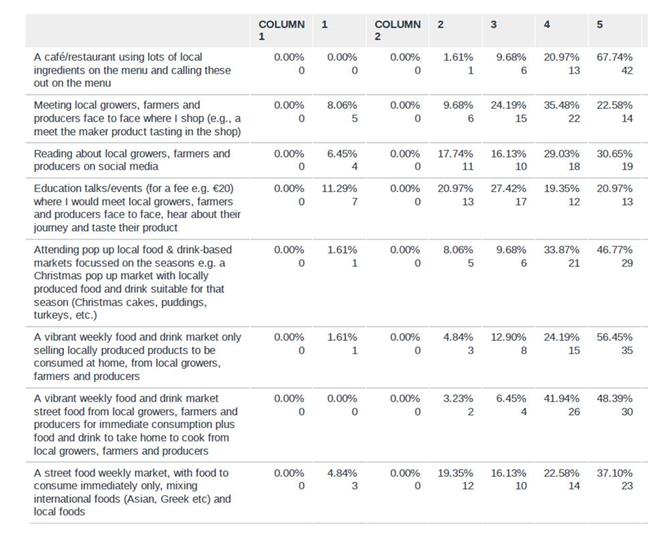 COLUMN 1 1 COLUMN 2 2 3 4 5
A café/restaurant using lots of local 0.00% 0.00% 0.00% 1.61% 9.68% 20.97% 67.74%
ingredients on the menu and calling these 0 0 0 1 6 13 42
out on the menu
Meeting local growers, farmers and 0.00% 8.06% 0.00% 9.68% 24.19% 35.48% 22.58%
producers face to face where I shop (e.g., a 0 5 0 6 15 22 14
meet the maker product tasting in the shop)
Reading about local growers, farmers and 0.00% 6.45% 0.00% 17.74% 16.13% 29.03% 30.65%
producers on social media 0 4 0 11 10 18 19
Education talks/events (for a fee e.g. €20) 0.00% 11.29% 0.00% 20.97% 27.42% 19.35% 20.97%
where I would meet local growers, farmers 0 7 0 13 17 12 13
and producers face to face, hear about their
journey and taste their product
Attending pop up local food & drink-based 0.00% 1.61% 0.00% 8.06% 9.68% 33.87% 46.77%
markets focussed on the seasons e.g. a 0 1 0 5 6 21 29
Christmas pop up market with locally
produced food and drink suitable for that
season (Christmas cakes, puddings,
turkeys, etc.)
A vibrant weekly food and drink market only 0.00% 1.61% 0.00% 4.84% 12.90% 24.19% 56.45%
selling locally produced products to be 0 1 0 3 8 15 35
consumed at home, from local growers,
farmers and producers
A vibrant weekly food and drink market 0.00% 0.00% 0.00% 3.23% 6.45% 41.94% 48.39%
street food from local growers, farmers and 0 0 0 2 4 26 30
producers for immediate consumption plus
food and drink to take home to cook from
local growers, farmers and producers
A street food weekly market, with food to 0.00% 4.84% 0.00% 19.35% 16.13% 22.58% 37.10%
consume immediately only, mixing 0 3 0 12 10 14 23
international foods (Asian, Greek etc) and
local foods